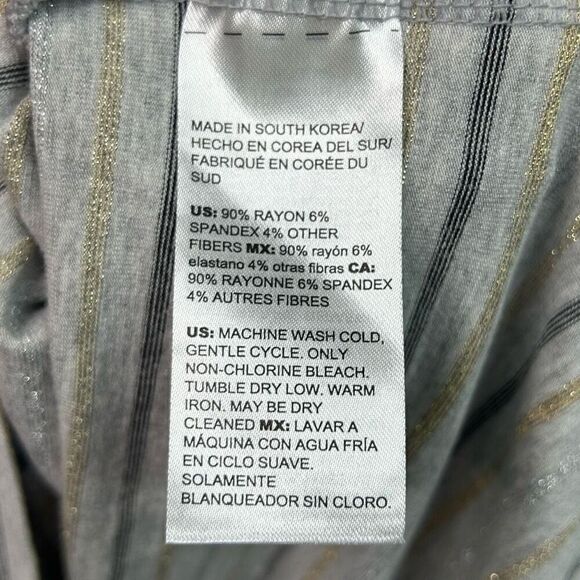 MADE IN SOUTH KOREA/
HECHO EN COREA DEL SUR/
FABRIQUÉ EN CORÉE DU
SUD
US: 90% RAYON 6%
SPANDEX 4% OTHER
FIBERS MX: 90% rayón 6%
elastano 4% otras fibras CA:
90% RAYONNE 6% SPANDEX
4% AUTRES FIBRES
US: MACHINE WASH COLD,
GENTLE CYCLE. ONLY
NON-CHLORINE BLEACH.
TUMBLE DRY LOW. WARM
IRON. MAY BE DRY
CLEANED MX: LAVAR A
MÁQUINA CON AGUA FRÍA
EN CICLO SUAVE.
SOLAMENTE
BLANQUEADOR SIN CLORO.